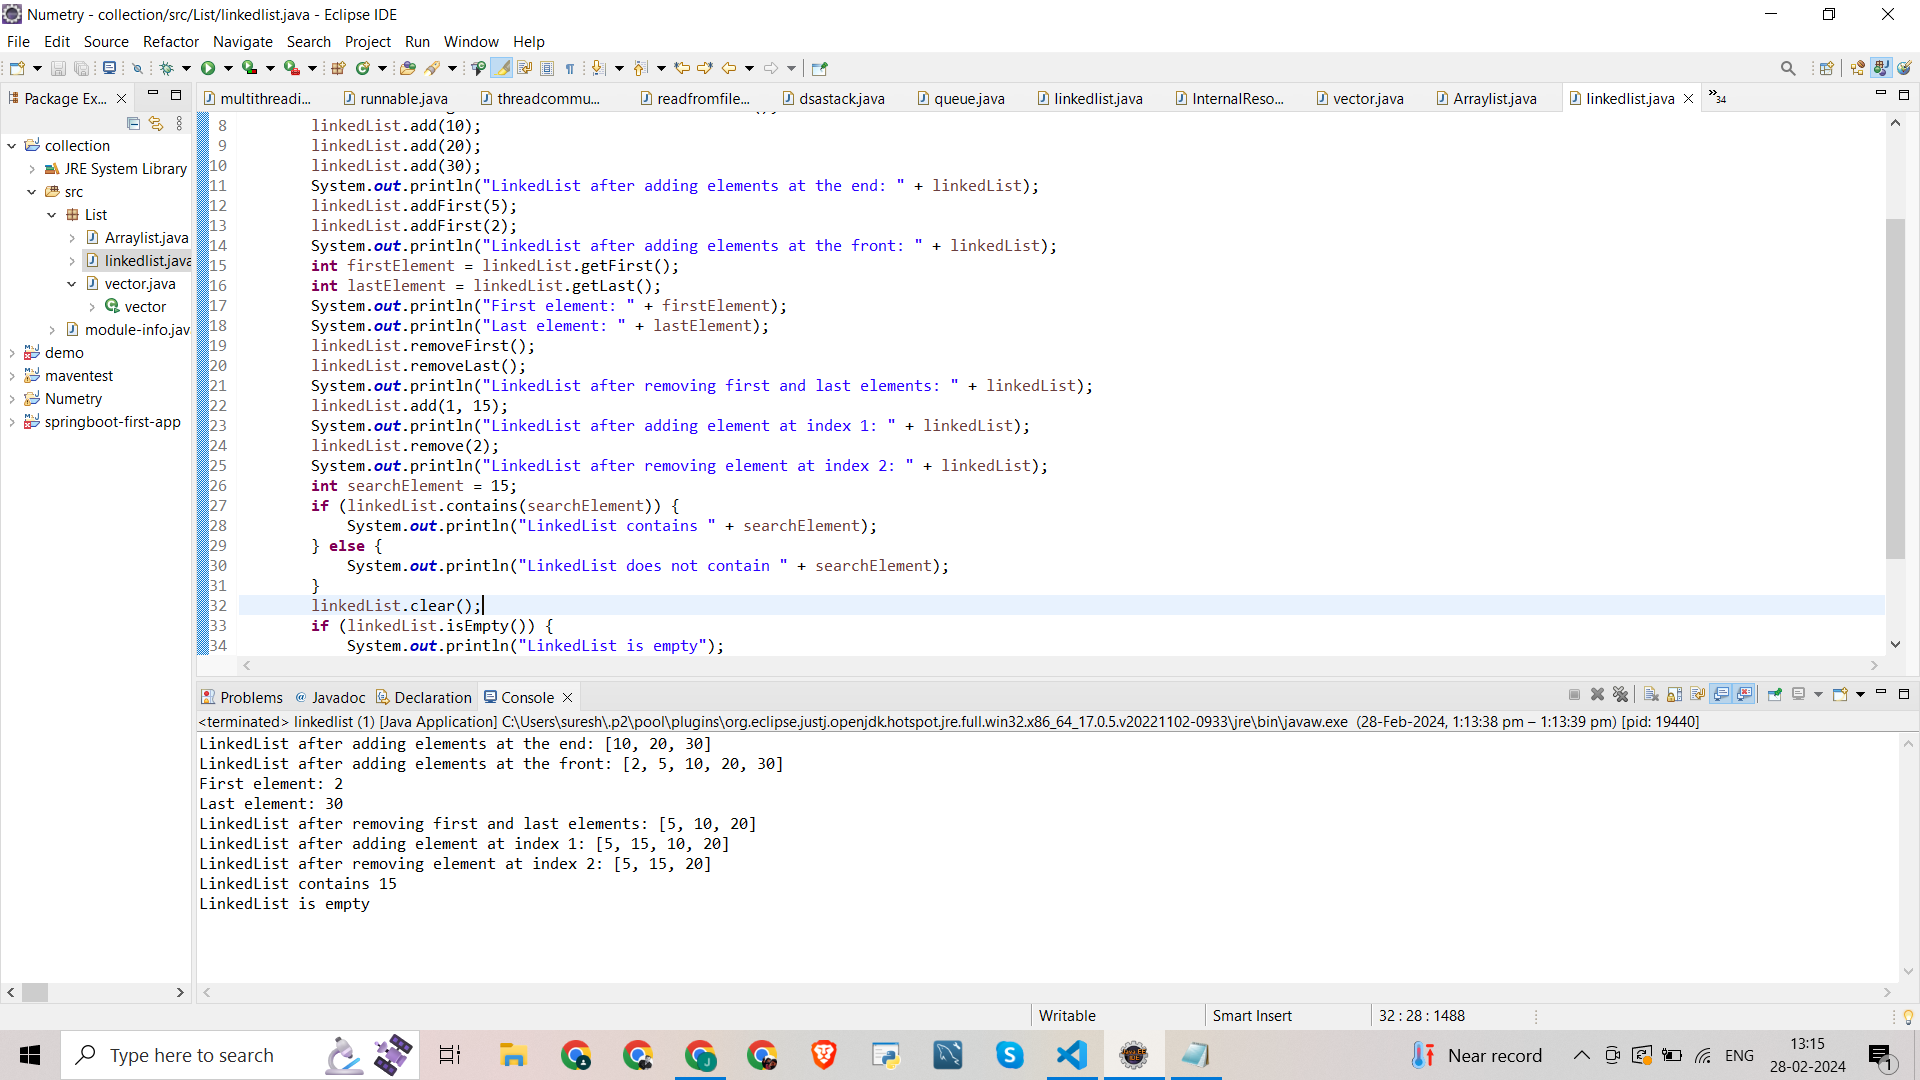 Numetry - collection/src/List/linkedlist.java - Eclipse IDE
File Edit Source Refactor Navigate Search Project Run Window Help
Package Ex...
multithreadi... runnable.java threadcommu... readfromfile... dsastack.java queue.java linkedlist.java InternalReso... vector.java Arraylist.java linkedlist.java »34
collection
JRE System Library
src
List
Arraylist.java
linkedlist.java
vector.java
vector
module-info.jav
demo
maventest
Numetry
springboot-first-app
8 linkedList.add(10);
9 linkedList.add(20);
10 linkedList.add(30);
11 System.out.println("LinkedList after adding elements at the end: " + linkedList);
12 linkedList.addFirst(5);
13 linkedList.addFirst(2);
14 System.out.println("LinkedList after adding elements at the front: " + linkedList);
15 int firstElement = linkedList.getFirst();
16 int lastElement = linkedList.getLast();
17 System.out.println("First element: " + firstElement);
18 System.out.println("Last element: " + lastElement);
19 linkedList.removeFirst();
20 linkedList.removeLast();
21 System.out.println("LinkedList after removing first and last elements: " + linkedList);
22 linkedList.add(1, 15);
23 System.out.println("LinkedList after adding element at index 1: " + linkedList);
24 linkedList.remove(2);
25 System.out.println("LinkedList after removing element at index 2: " + linkedList);
26 int searchElement = 15;
27 if (linkedList.contains(searchElement)) {
28 System.out.println("LinkedList contains " + searchElement);
29 } else {
30 System.out.println("LinkedList does not contain " + searchElement);
31 }
32 linkedList.clear();
33 if (linkedList.isEmpty()) {
34 System.out.println("LinkedList is empty");
Problems @ Javadoc Declaration Console
<terminated> linkedlist (1) [Java Application] C:\Users\suresh\.p2\pool\plugins\org.eclipse.justj.openjdk.hotspot.jre.full.win32.x86_64_17.0.5.v20221102-0933\jre\bin\javaw.exe (28-Feb-2024, 1:13:38 pm – 1:13:39 pm) [pid: 19440]
LinkedList after adding elements at the end: [10, 20, 30]
LinkedList after adding elements at the front: [2, 5, 10, 20, 30]
First element: 2
Last element: 30
LinkedList after removing first and last elements: [5, 10, 20]
LinkedList after adding element at index 1: [5, 15, 10, 20]
LinkedList after removing element at index 2: [5, 15, 20]
LinkedList contains 15
LinkedList is empty
Writable Smart Insert 32 : 28 : 1488
Type here to search
Near record
ENG
13:15
28-02-2024
1